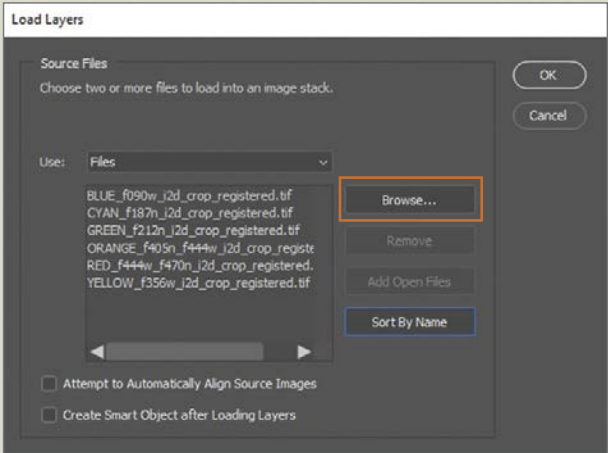 Load Layers
Source Files
Choose two or more files to load into an image stack.
OK
Cancel
Use: Files
BLUE_f090w_i2d_crop_registered.tif
CYAN_f187n_i2d_crop_registered.tif
GREEN_f212n_i2d_crop_registered.tif
ORANGE_f405n_f444w_i2d_crop_registe
RED_f444w_f470n_i2d_crop_registered.
YELLOW_f356w_i2d_crop_registered.tif
Browse...
Remove
Add Open Files
Sort By Name
Attempt to Automatically Align Source Images
Create Smart Object after Loading Layers